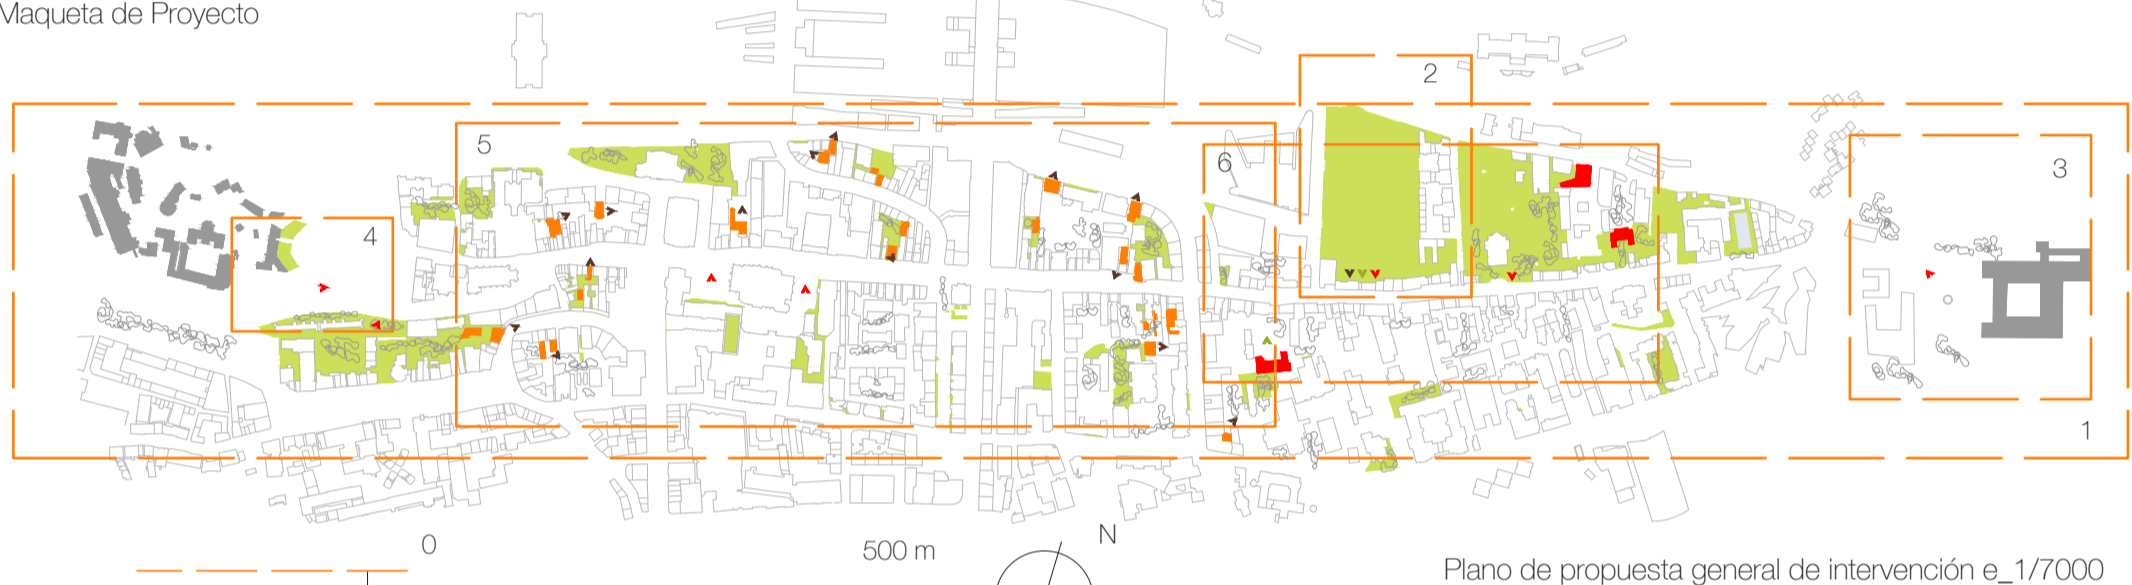 Maqueta de Proyecto
2
5
6
3
4
1
N
0
500 m
Plano de propuesta general de intervención e_1/7000